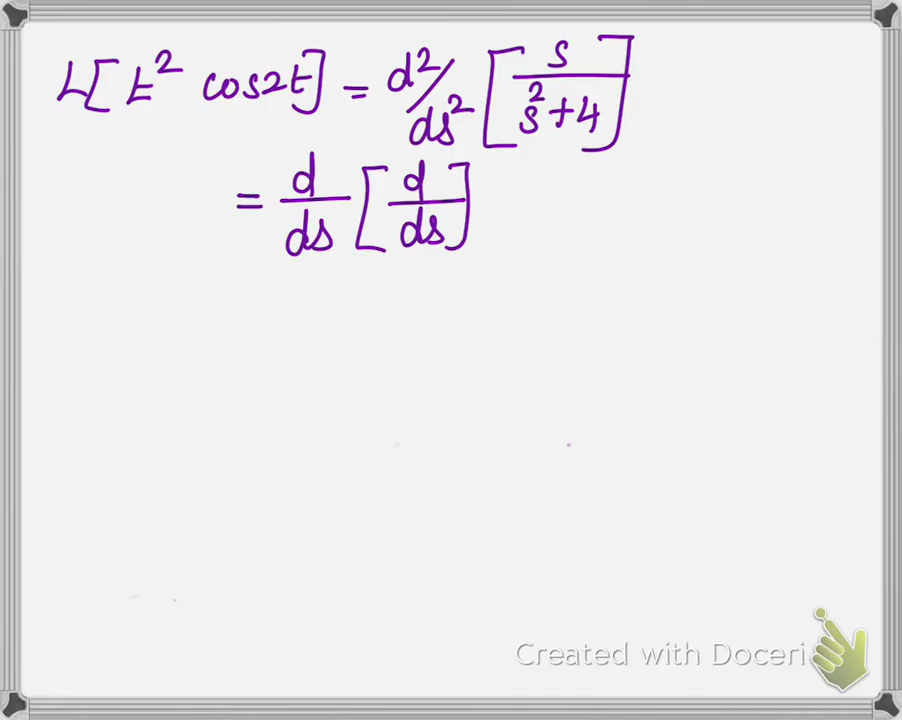 L[t² cos2t] = d²/ds² [s/s²+4]
= d/ds [d/ds]
Created with Doceri